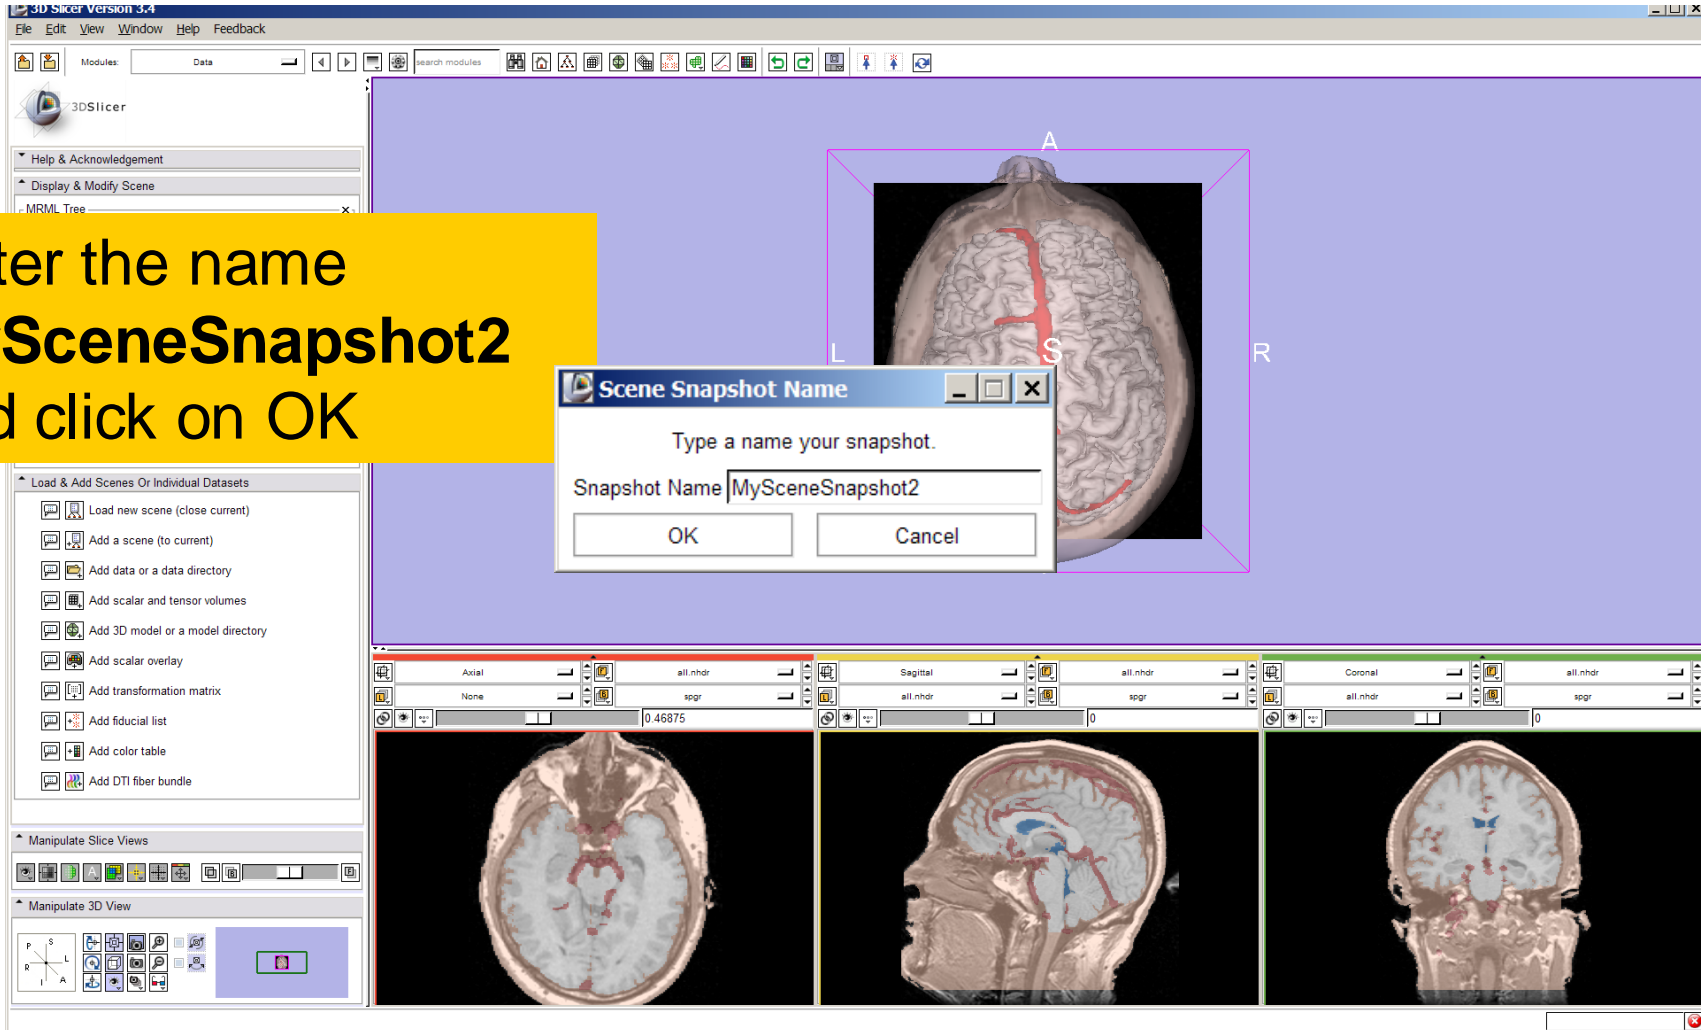 3D Slicer Version 3.4
File Edit View Window Help Feedback
Modules: Data search modules
3DSlicer
Help & Acknowledgement
Display & Modify Scene
MRML Tree
ter the name
SceneSnapshot2
d click on OK
Scene Snapshot Name
Type a name your snapshot.
Snapshot Name MySceneSnapshot2
OK Cancel
A
L S R
Load & Add Scenes Or Individual Datasets
Load new scene (close current)
Add a scene (to current)
Add data or a data directory
Add scalar and tensor volumes
Add 3D model or a model directory
Add scalar overlay
Add transformation matrix
Add fiducial list
Add color table
Add DTI fiber bundle
Manipulate Slice Views
Manipulate 3D View
P S
R L
I A
Axial all.nhdr
None spgr
0.46875
Sagittal all.nhdr
all.nhdr spgr
0
Coronal all.nhdr
all.nhdr spgr
0